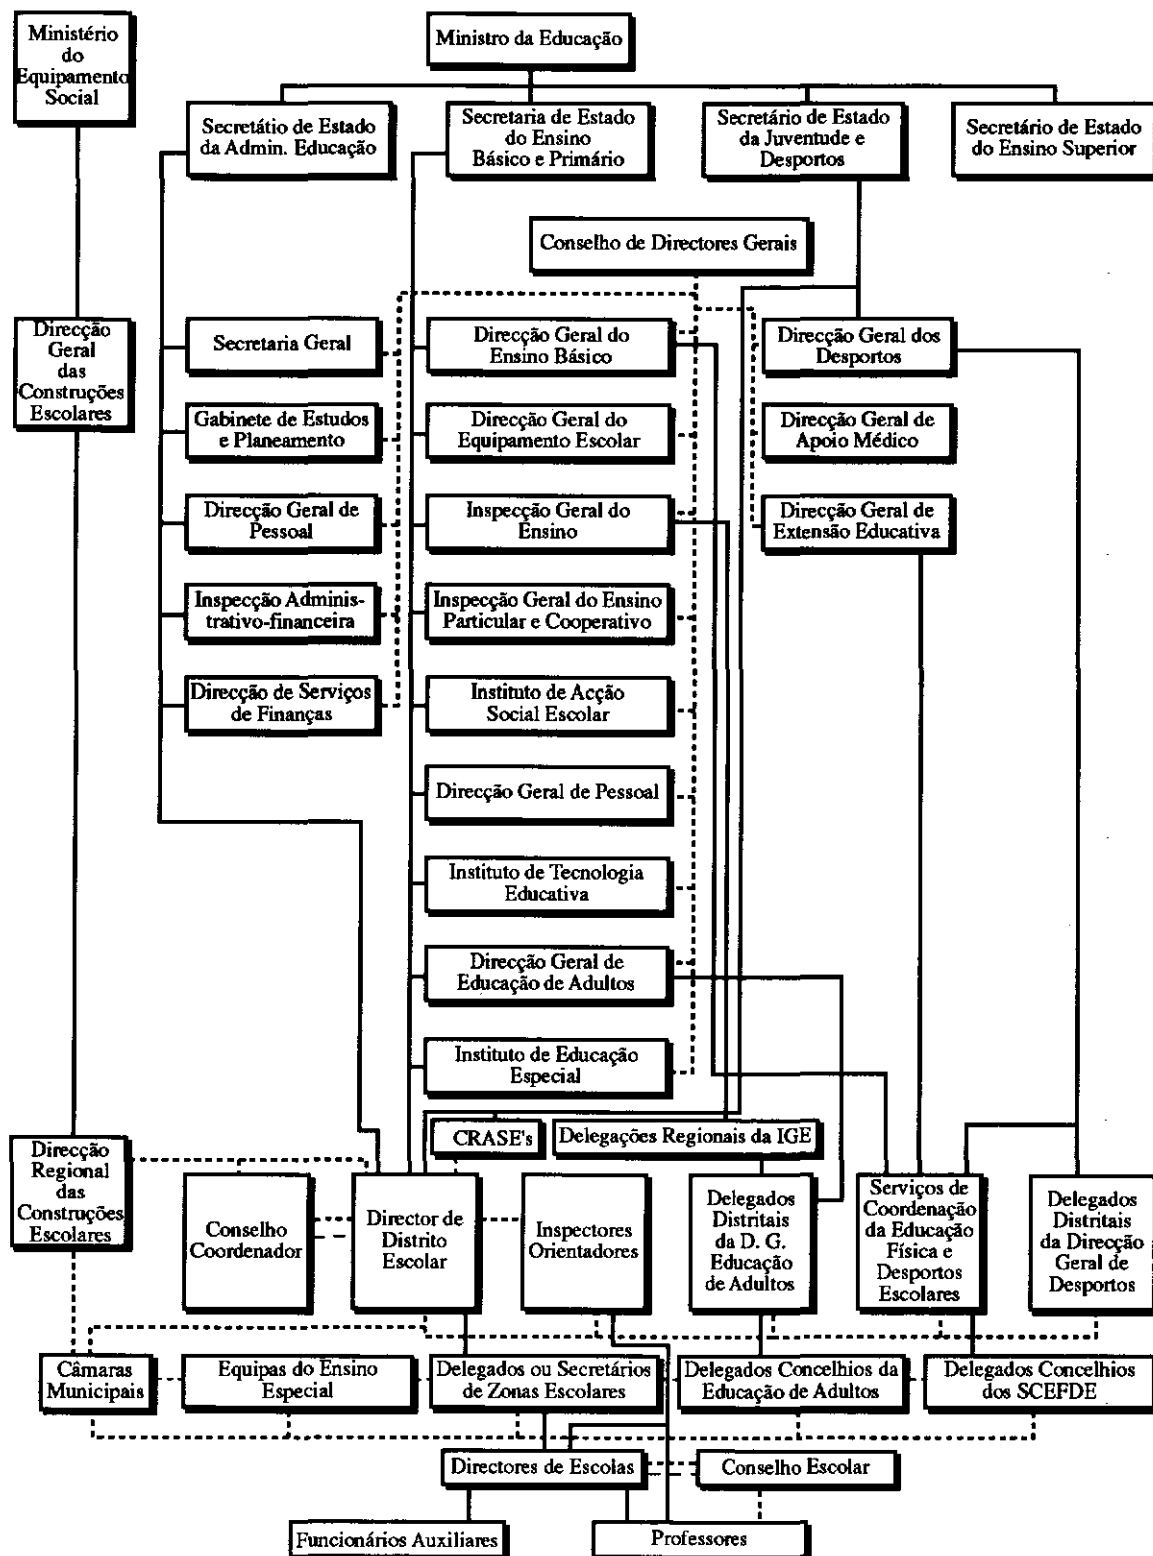 Ministério
do
Equipamento
Social
Ministro da Educação
Secretátio de Estado
da Admin. Educação
Secretaria de Estado
do Ensino
Básico e Primário
Secretário de Estado
da Juventude e
Desportos
Secretário de Estado
do Ensino Superior
Conselho de Directores Gerais
Direcção
Geral
das
Construções
Escolares
Secretaria Geral
Direcção Geral do
Ensino Básico
Direcção Geral dos
Desportos
Gabinete de Estudos
e Planeamento
Direcção Geral do
Equipamento Escolar
Direcção Geral de
Apoio Médico
Direcção Geral de
Pessoal
Inspecção Geral do
Ensino
Direcção Geral de
Extensão Educativa
Inspecção Adminis-
trativo-financeira
Inspecção Geral do Ensino
Particular e Cooperativo
Direcção de Serviços
de Finanças
Instituto de Acção
Social Escolar
Direcção Geral de Pessoal
Instituto de Tecnologia
Educativa
Direcção Geral de
Educação de Adultos
Instituto de Educação
Especial
CRASE's
Delegações Regionais da IGE
Direcção
Regional
das
Construções
Escolares
Conselho
Coordenador
Director de
Distrito
Escolar
Inspectores
Orientadores
Delegados
Distritais
da D. G.
Educação
de Adultos
Serviços de
Coordenação
da Educação
Física e
Desportos
Escolares
Delegados
Distritais
da Direcção
Geral de
Desportos
Câmaras
Municipais
Equipas do Ensino
Especial
Delegados ou Secretários
de Zonas Escolares
Delegados Concelhios da
Educação de Adultos
Delegados Concelhios
dos SCEFDE
Directores de Escolas
Conselho Escolar
Funcionários Auxiliares
Professores